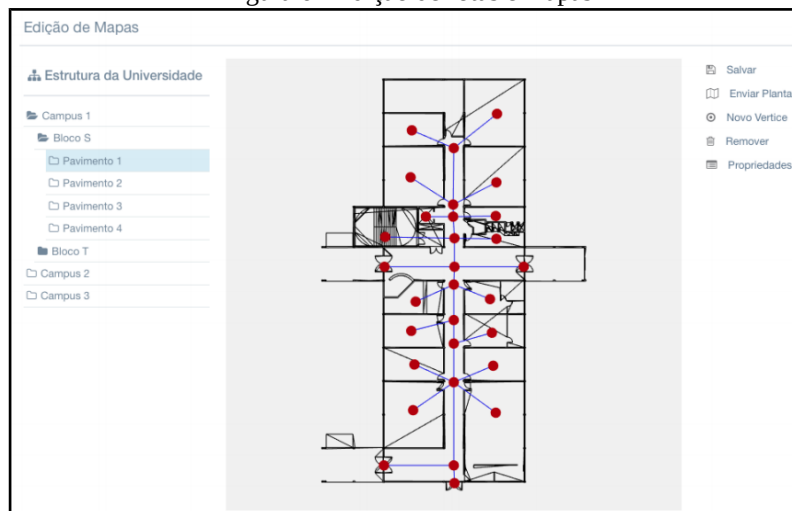 Edição de Mapas
Estrutura da Universidade
Campus 1
Bloco S
Pavimento 1
Pavimento 2
Pavimento 3
Pavimento 4
Bloco T
Campus 2
Campus 3
Salvar
Enviar Planta
Novo Vertice
Remover
Propriedades